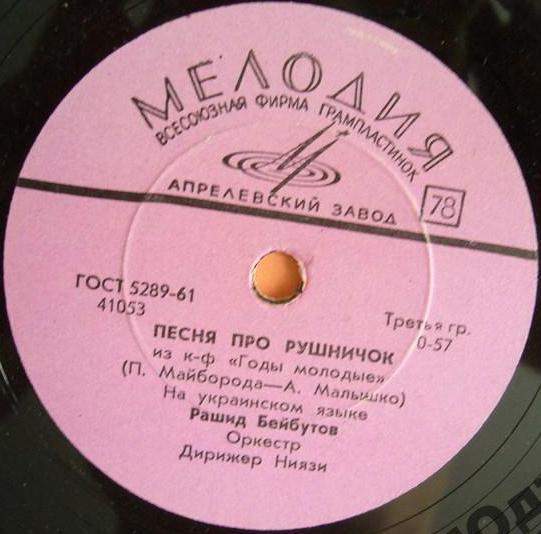 МЕЛОДИЯ
ВСЕСОЮЗНАЯ ФИРМА ГРАМПЛАСТИНОК
АПРЕЛЕВСКИЙ ЗАВОД
78
ГОСТ 5289-61
41053
Третья гр.
0-57
ПЕСНЯ ПРО РУШНИЧОК
из к-ф «Годы молодые»
(П. Майборода—А. Малышко)
На украинском языке
Рашид Бейбутов
Оркестр
Дирижер Ниязи